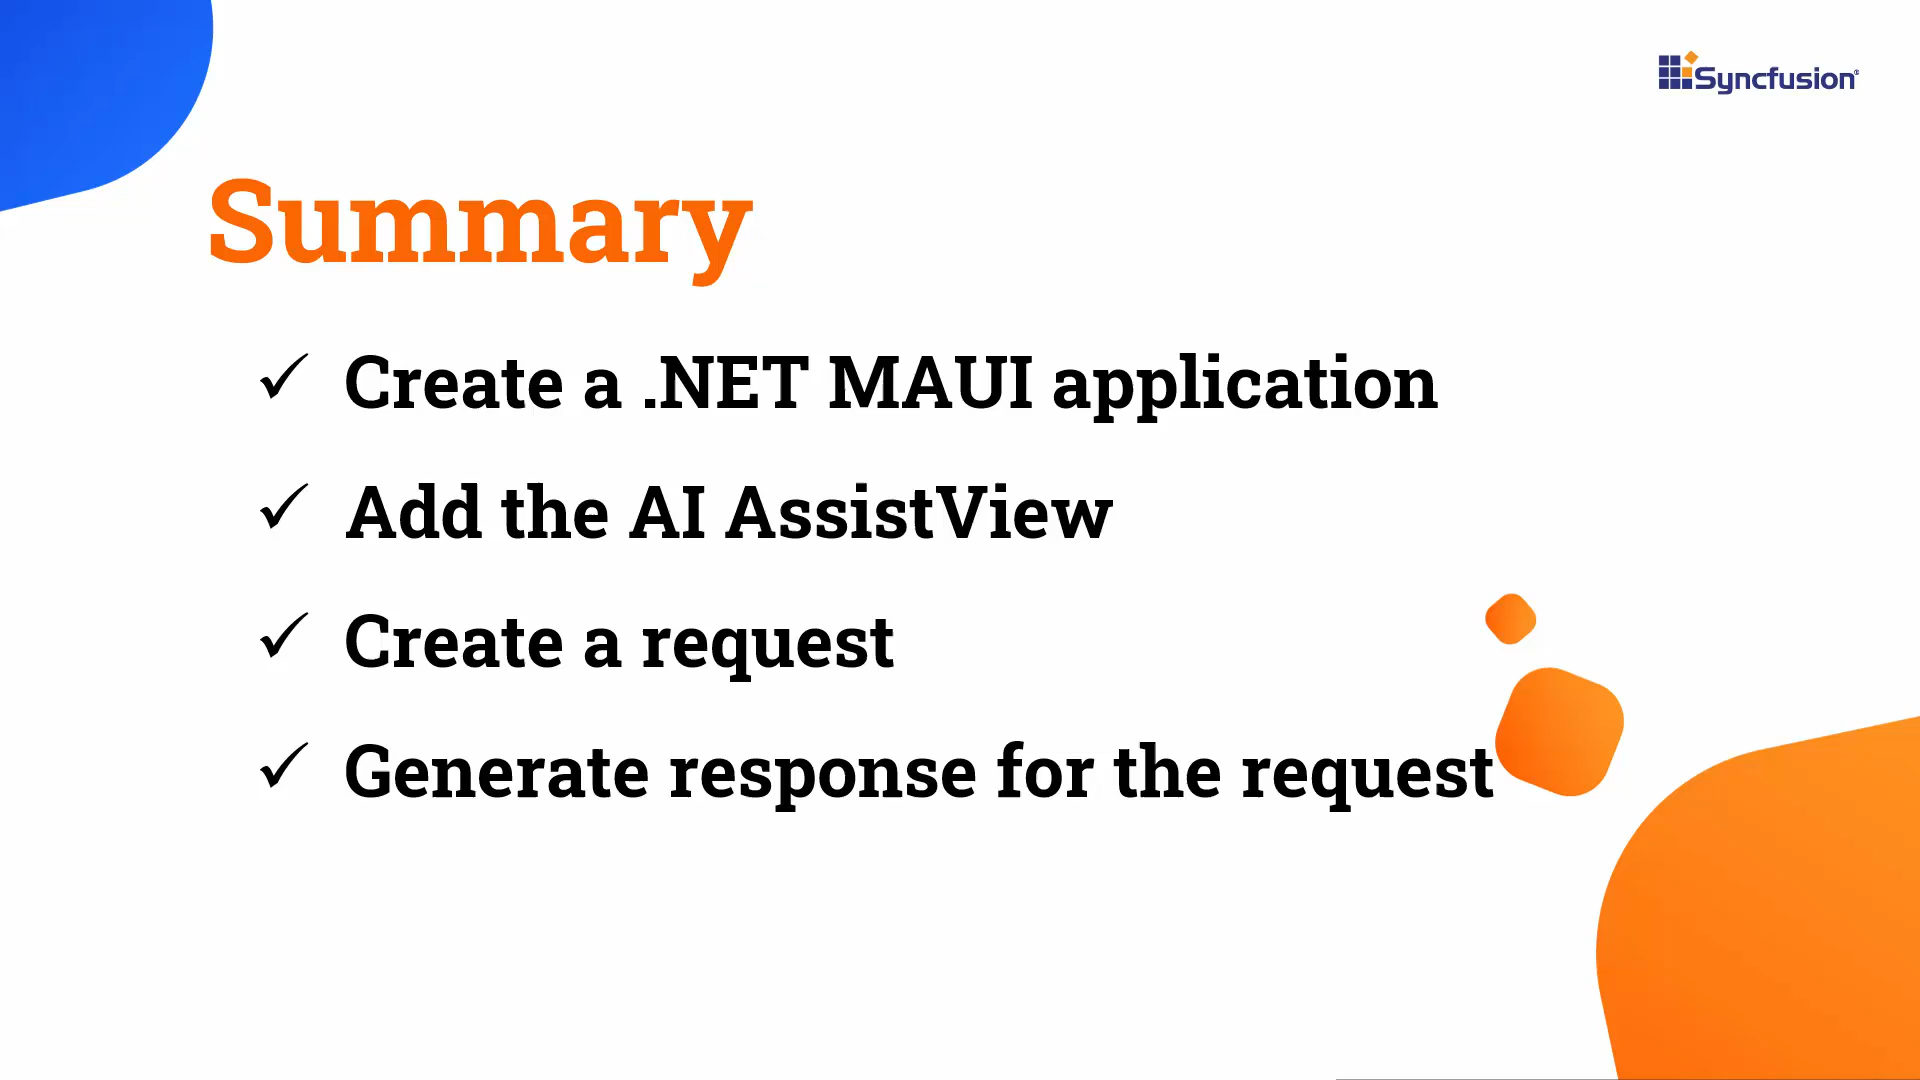 Syncfusion®
Summary
✓ Create a .NET MAUI application
✓ Add the AI AssistView
✓ Create a request
✓ Generate response for the request